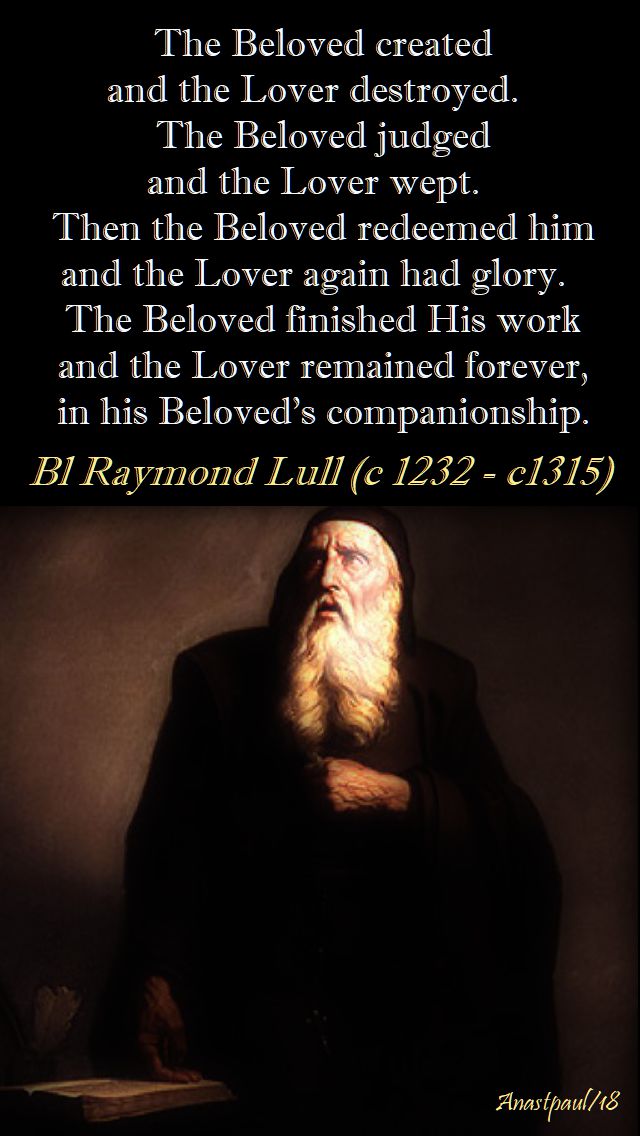 The Beloved created
and the Lover destroyed.
The Beloved judged
and the Lover wept.
Then the Beloved redeemed him
and the Lover again had glory.
The Beloved finished His work
and the Lover remained forever,
in his Beloved’s companionship.
Bl Raymond Lull (c 1232 - c1315)
Anastpaul/18